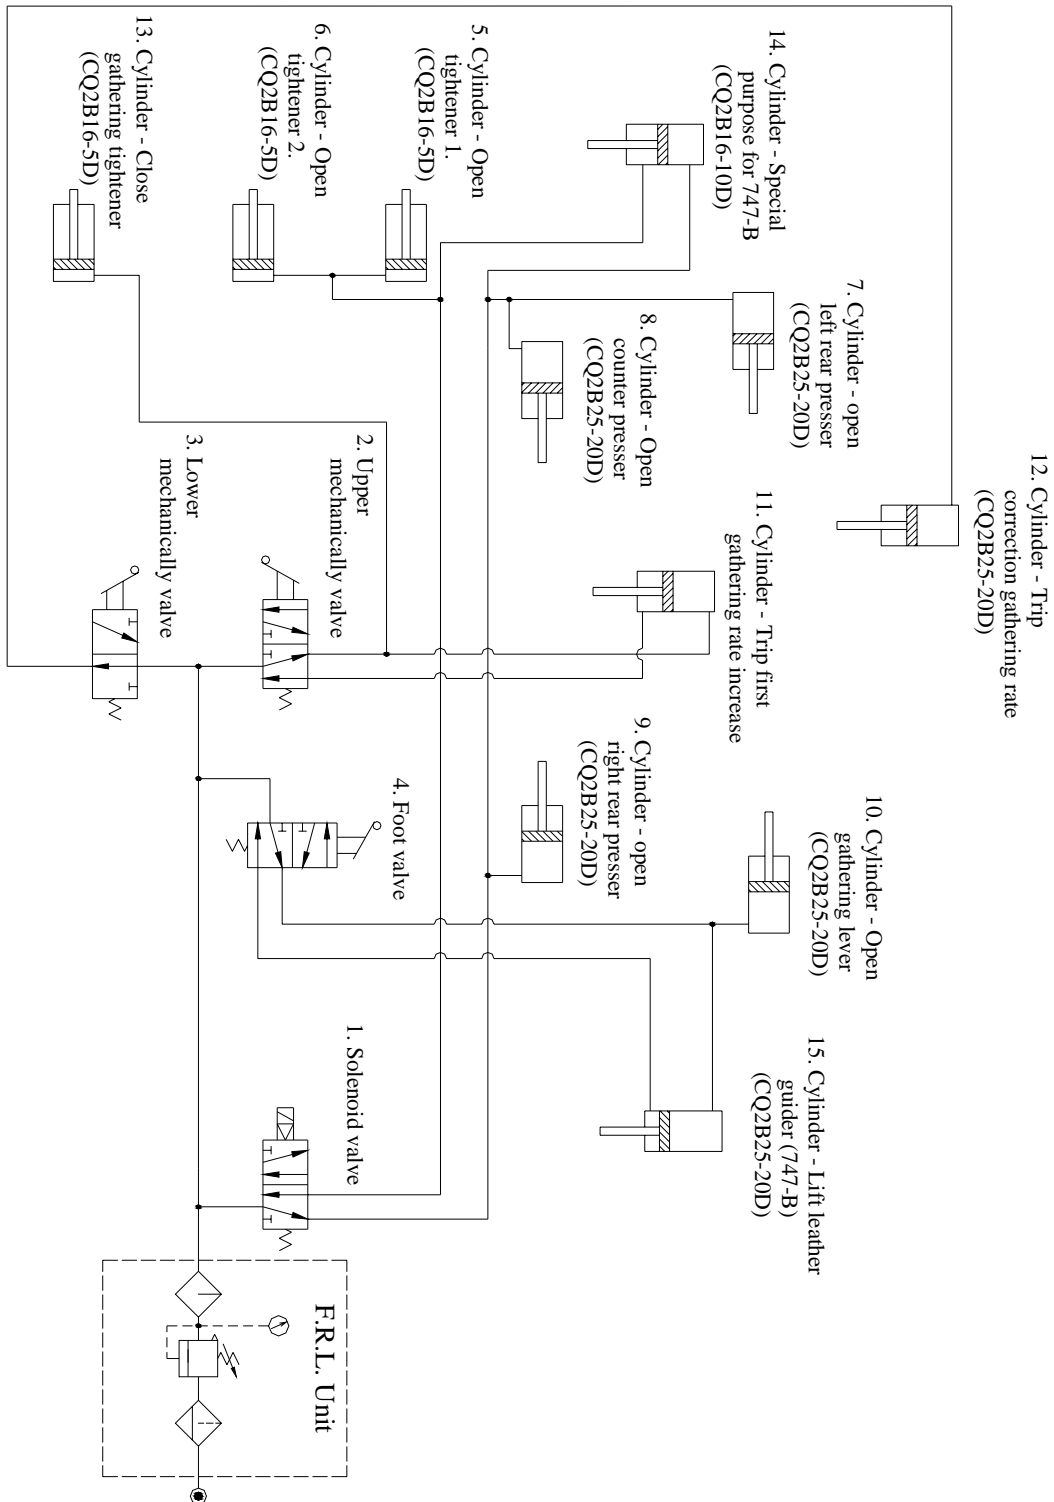 12. Cylinder - Trip
correction gathering rate
(CQ2B25-20D)
10. Cylinder - Open
gathering lever
(CQ2B25-20D)
15. Cylinder - Lift leather
guider (747-B)
(CQ2B25-20D)
7. Cylinder - open
left rear presser
(CQ2B25-20D)
11. Cylinder - Trip first
gathering rate increase
14. Cylinder - Special
purpose for 747-B
(CQ2B16-10D)
8. Cylinder - Open
counter presser
(CQ2B25-20D)
9. Cylinder - open
right rear presser
(CQ2B25-20D)
5. Cylinder - Open
tightener 1.
(CQ2B16-5D)
6. Cylinder - Open
tightener 2.
(CQ2B16-5D)
13. Cylinder - Close
gathering tightener
(CQ2B16-5D)
2. Upper
mechanically valve
3. Lower
mechanically valve
4. Foot valve
1. Solenoid valve
F.R.L. Unit